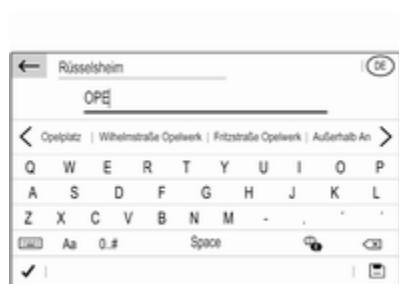 Rüsselsheim DE
OPE
Opelplatz | Wilhelmstraße Opelwerk | Fritzstraße Opelwerk | Außerhalb An
Q W E R T Y U I O P
A S D F G H J K L
Z X C V B N M - . ´ ´
Aa 0..# Space